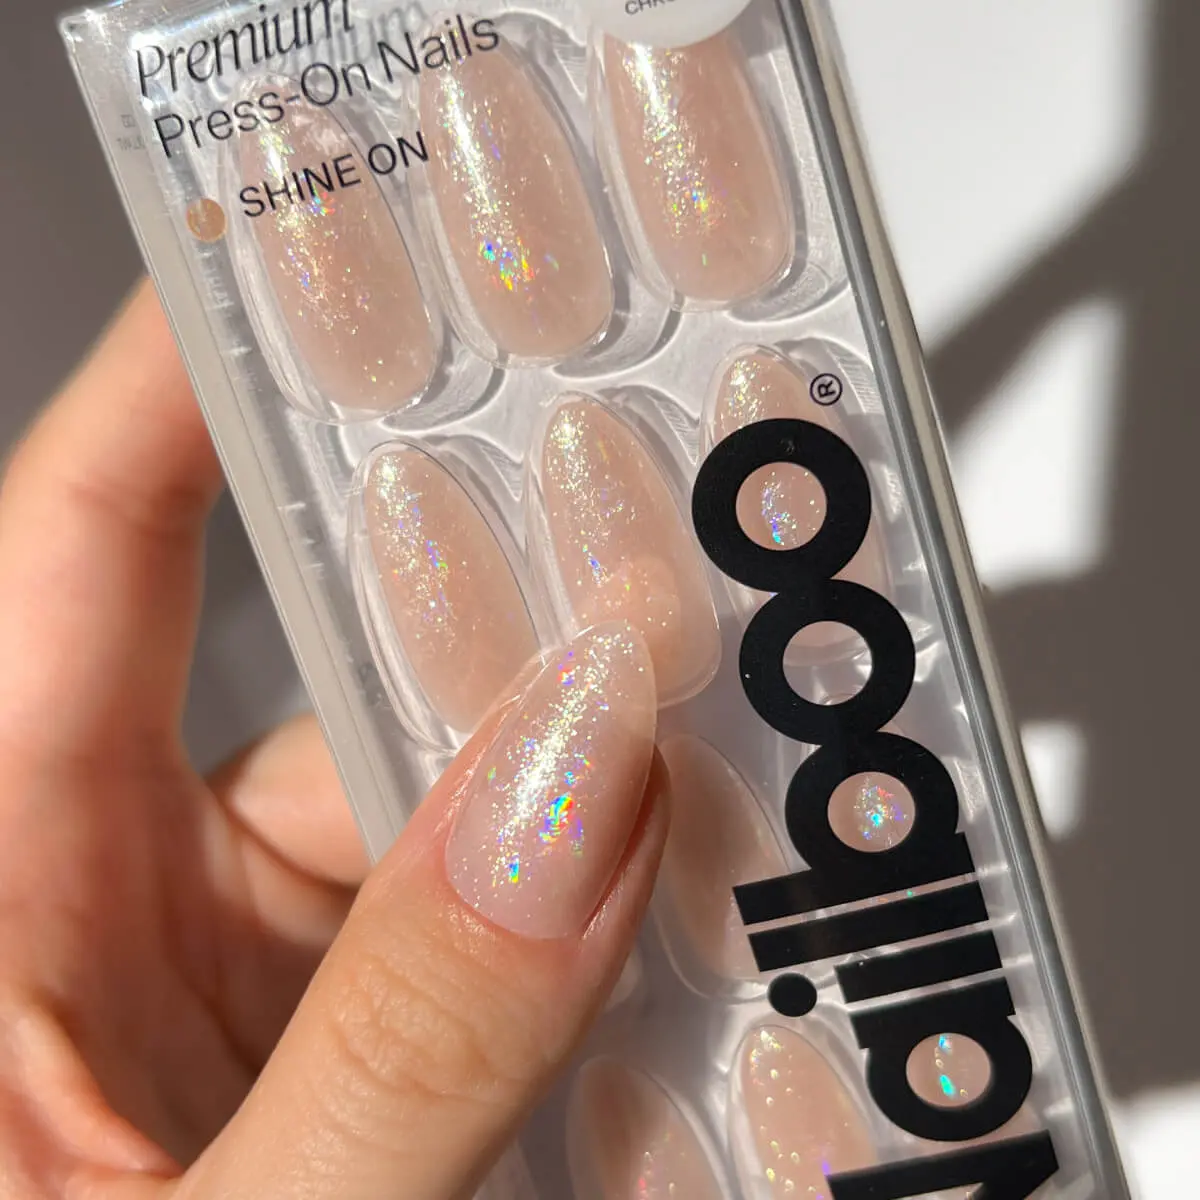 Premium
Press-On Nails
SHINE ON
Nailboo®